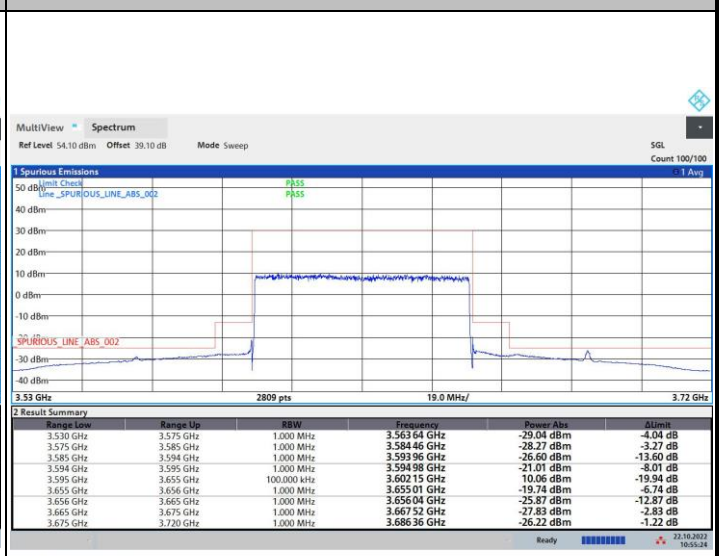 MultiView Spectrum
Ref Level 54.10 dBm Offset 39.10 dB Mode Sweep SGL
Count 100/100
1 Spurious Emissions 1 Avg
Limit Check PASS
50 dBm
Line _SPURIOUS_LINE_ABS_002 PASS
40 dBm
30 dBm
20 dBm
10 dBm
0 dBm
-10 dBm
-20 dBm
SPURIOUS_LINE_ABS_002
-30 dBm
-40 dBm
3.53 GHz 2809 pts 19.0 MHz/ 3.72 GHz
2 Result Summary
Range Low Range Up RBW Frequency Power Abs ΔLimit
3.530 GHz 3.575 GHz 1.000 MHz 3.563 64 GHz -29.04 dBm -4.04 dB
3.575 GHz 3.585 GHz 1.000 MHz 3.584 46 GHz -28.27 dBm -3.27 dB
3.585 GHz 3.594 GHz 1.000 MHz 3.593 96 GHz -26.60 dBm -13.60 dB
3.594 GHz 3.595 GHz 1.000 MHz 3.594 98 GHz -21.01 dBm -8.01 dB
3.595 GHz 3.655 GHz 100.000 kHz 3.602 15 GHz 10.06 dBm -19.94 dB
3.655 GHz 3.656 GHz 1.000 MHz 3.655 01 GHz -19.74 dBm -6.74 dB
3.656 GHz 3.665 GHz 1.000 MHz 3.656 04 GHz -25.87 dBm -12.87 dB
3.665 GHz 3.675 GHz 1.000 MHz 3.667 52 GHz -27.83 dBm -2.83 dB
3.675 GHz 3.720 GHz 1.000 MHz 3.686 36 GHz -26.22 dBm -1.22 dB
Ready 22.10.2022
10:55:24